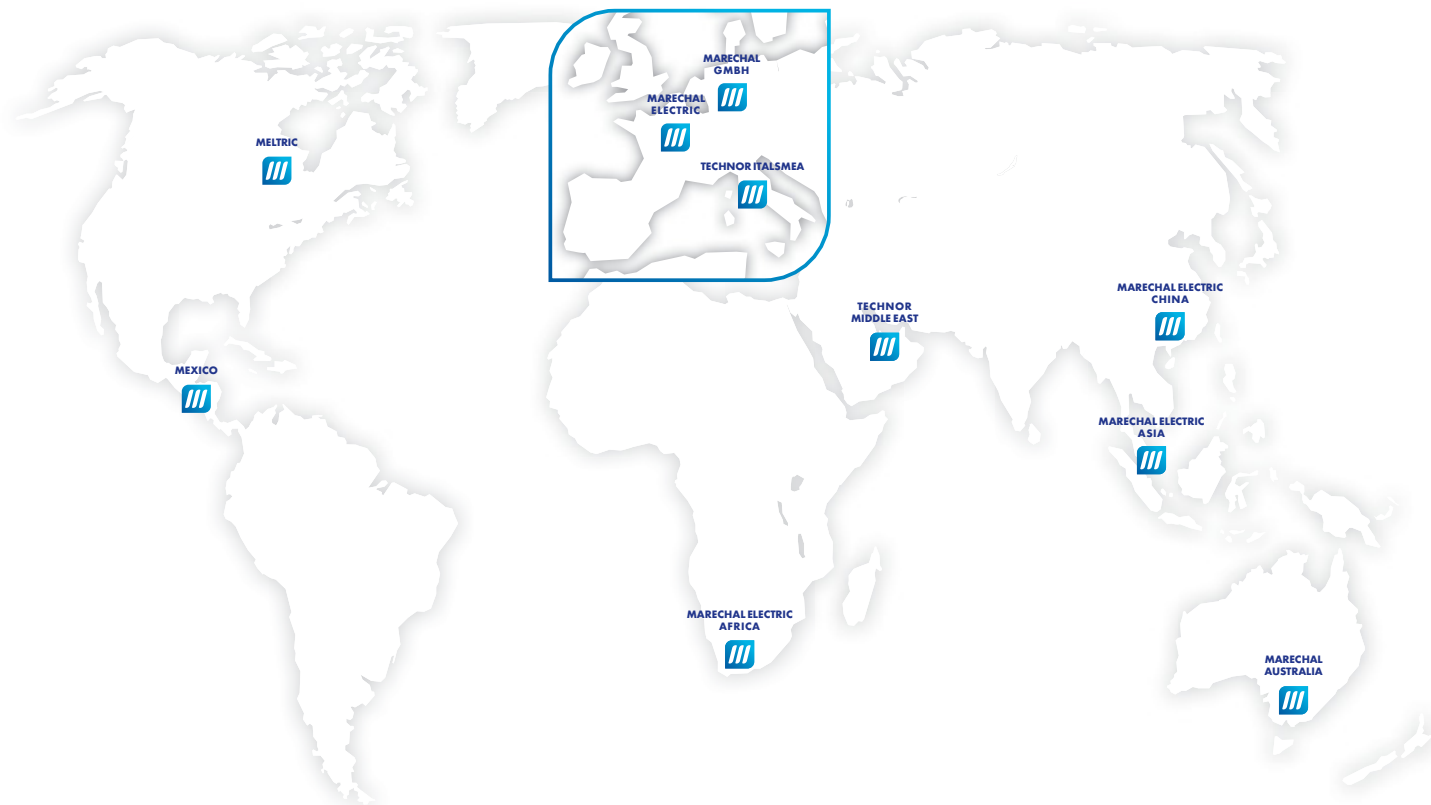 MARECHAL
GMBH
MARECHAL
ELECTRIC
MELTRIC
TECHNOR ITALSMEA
MARECHAL ELECTRIC
CHINA
TECHNOR
MIDDLE EAST
MEXICO
MARECHAL ELECTRIC
ASIA
MARECHAL ELECTRIC
AFRICA
MARECHAL
AUSTRALIA